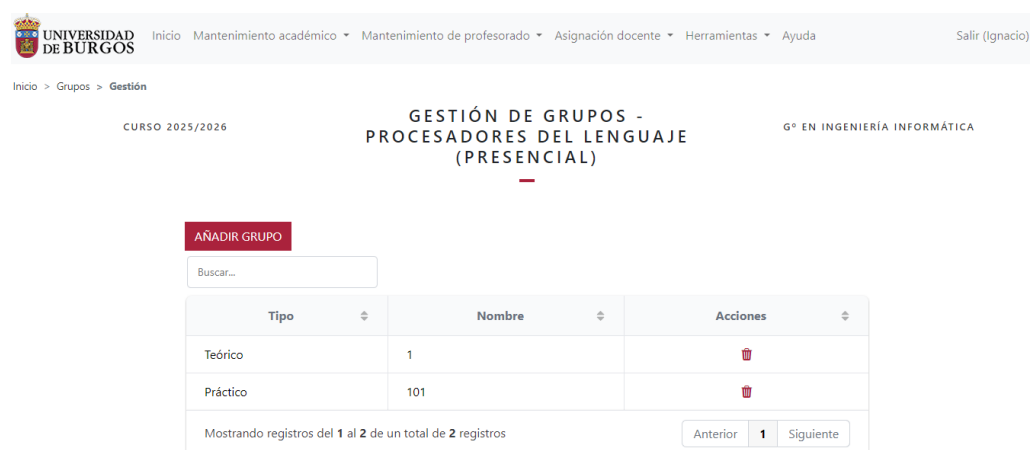 UNIVERSIDAD
DE BURGOS
Inicio Mantenimiento académico Mantenimiento de profesorado Asignación docente Herramientas Ayuda Salir (Ignacio)
Inicio > Grupos > Gestión
CURSO 2025/2026
GESTIÓN DE GRUPOS -
PROCESADORES DEL LENGUAJE
(PRESENCIAL)
Gº EN INGENIERÍA INFORMÁTICA
AÑADIR GRUPO
Buscar...
Tipo Nombre Acciones
Teórico 1
Práctico 101
Mostrando registros del 1 al 2 de un total de 2 registros Anterior 1 Siguiente